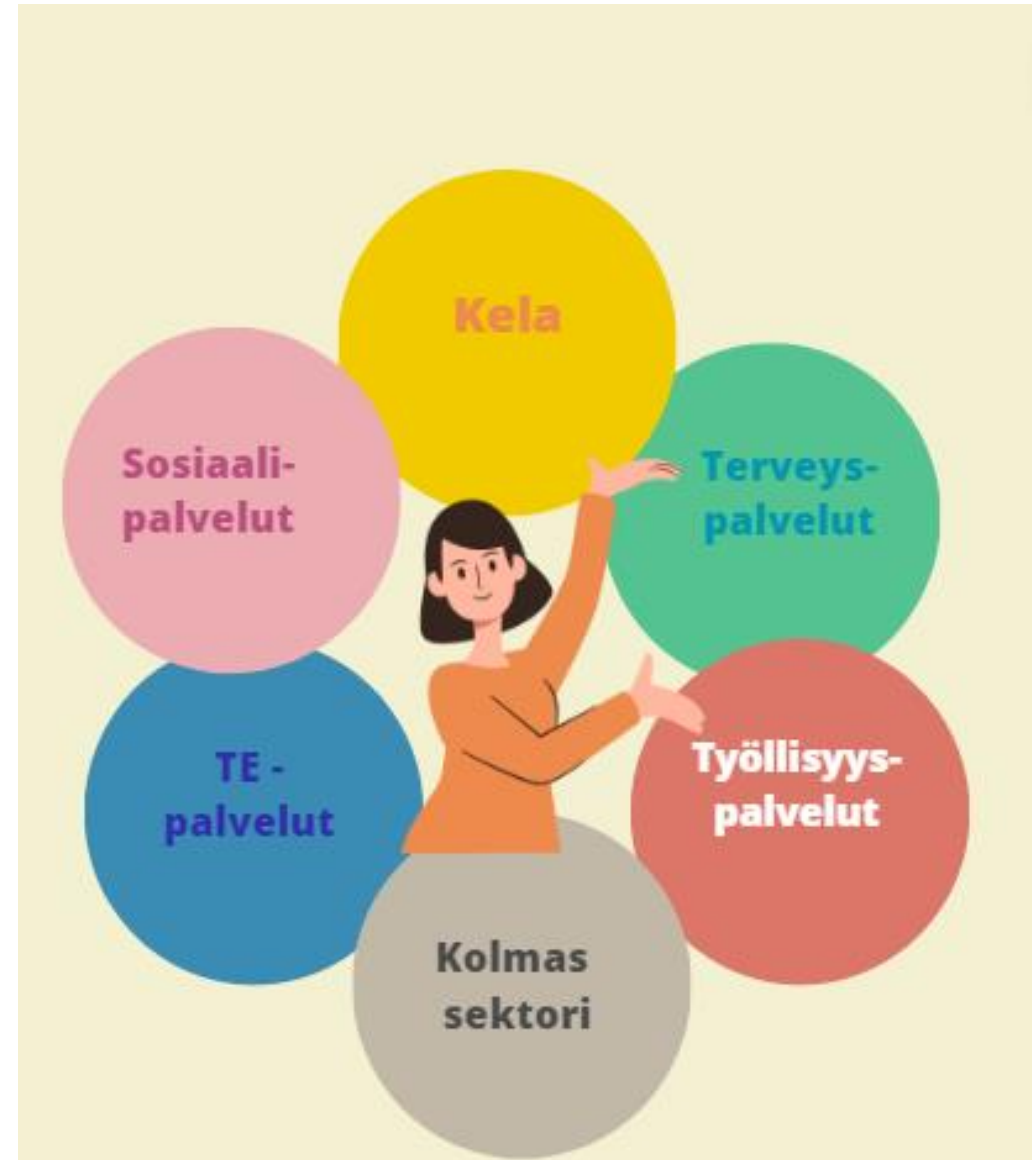 Kela
Sosiaali-
palvelut
Terveys-
palvelut
TE -
palvelut
Työllisyys-
palvelut
Kolmas
sektori